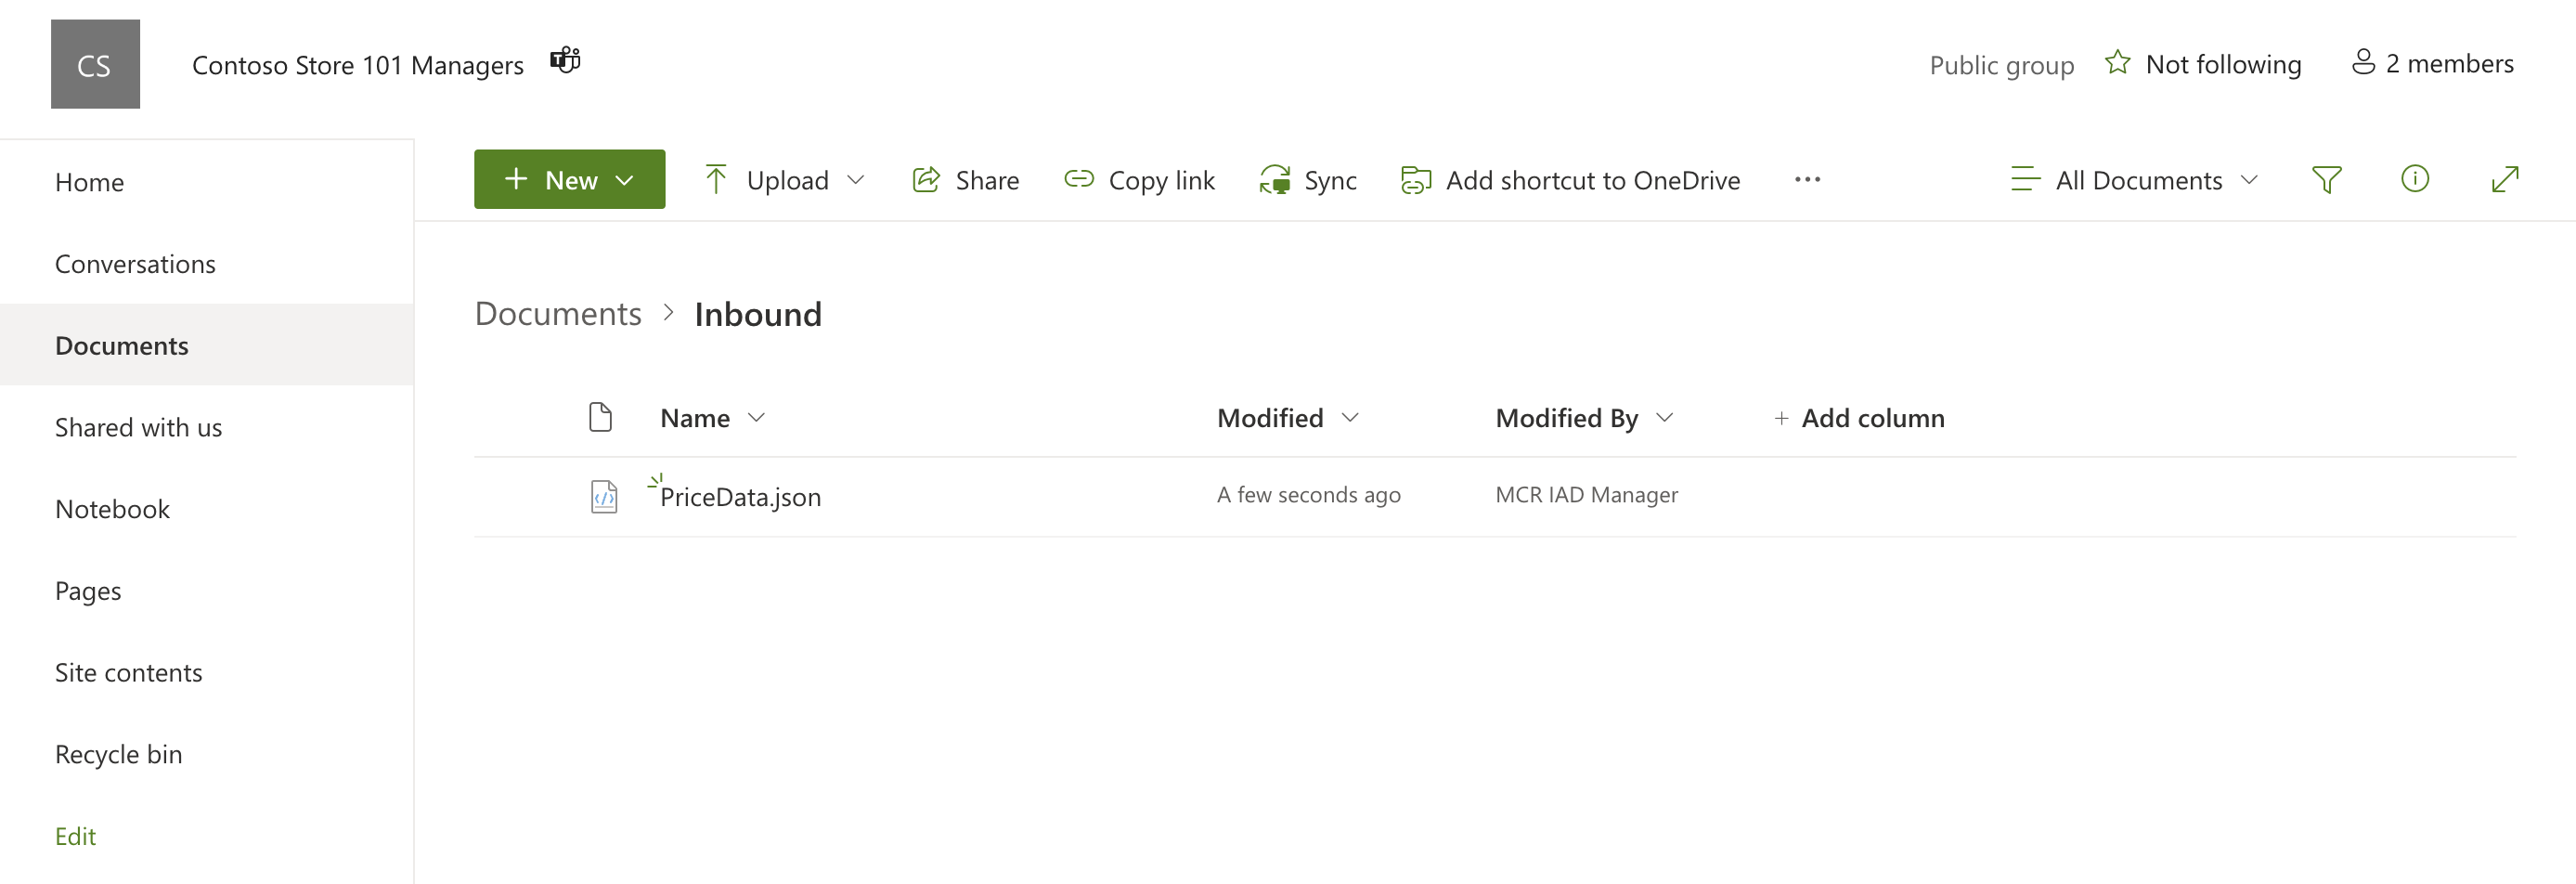 CS
Contoso Store 101 Managers
Public group
Not following
2 members
Home
Conversations
Documents
Shared with us
Notebook
Pages
Site contents
Recycle bin
Edit
+ New
Upload
Share
Copy link
Sync
Add shortcut to OneDrive
...
All Documents
Documents > Inbound
Name
Modified
Modified By
+ Add column
PriceData.json
A few seconds ago
MCR IAD Manager